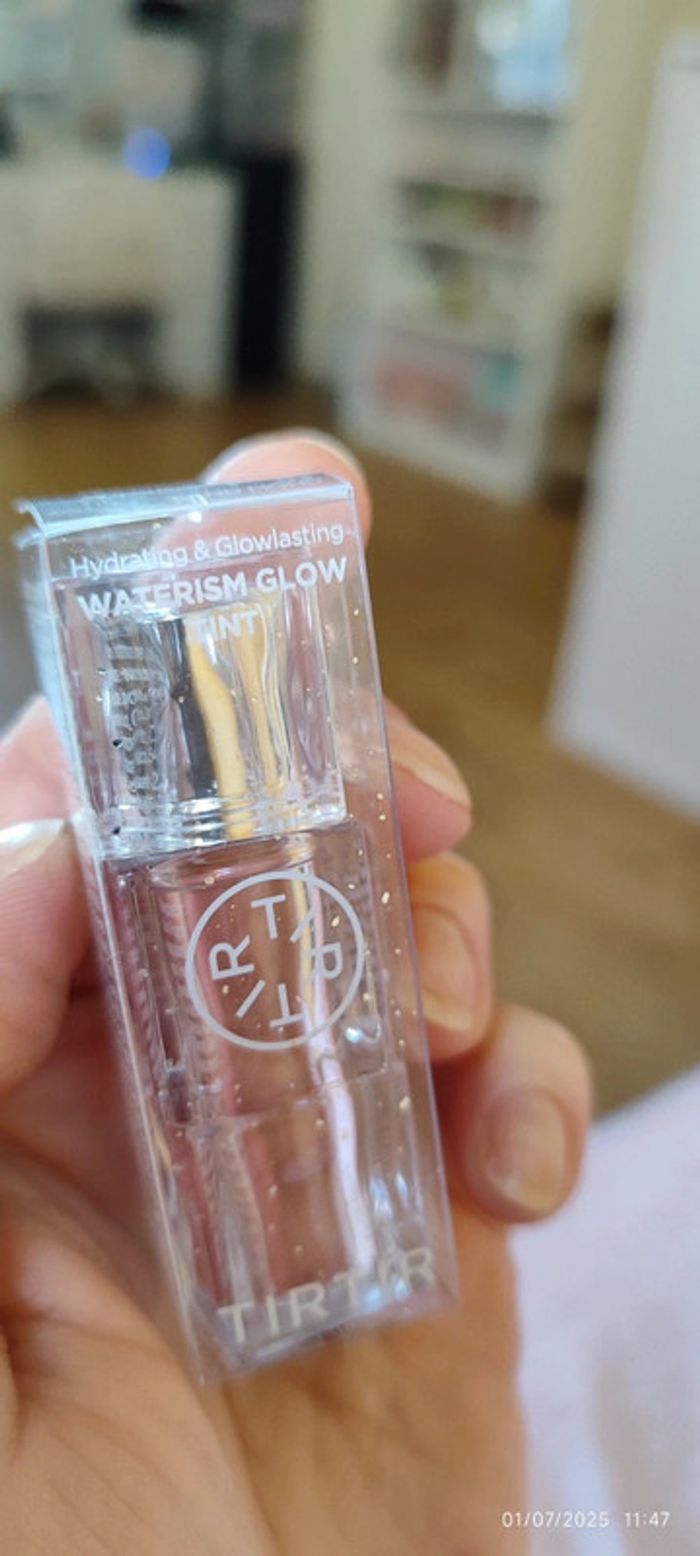 Hydrating & Glowlasting
WATERISM GLOW
TINT
TIRTIR
TIRTIR
01/07/2025 11:47